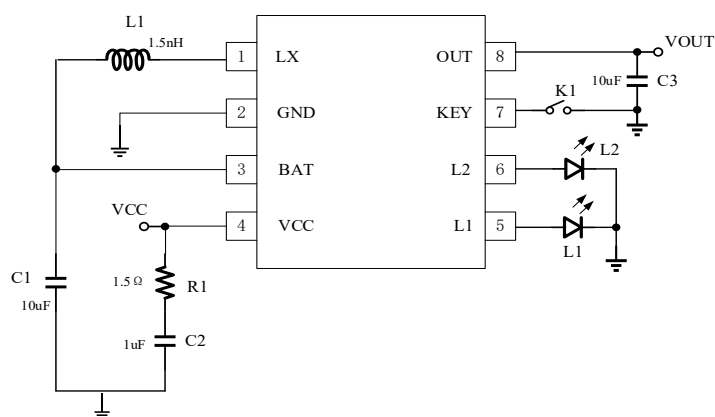 L1
1.5nH
1 LX
2 GND
3 BAT
4 VCC
OUT 8
KEY 7
L2 6
L1 5
VOUT
10uF C3
K1
L2
L1
VCC
1.5Ω R1
C1
10uF
1uF C2